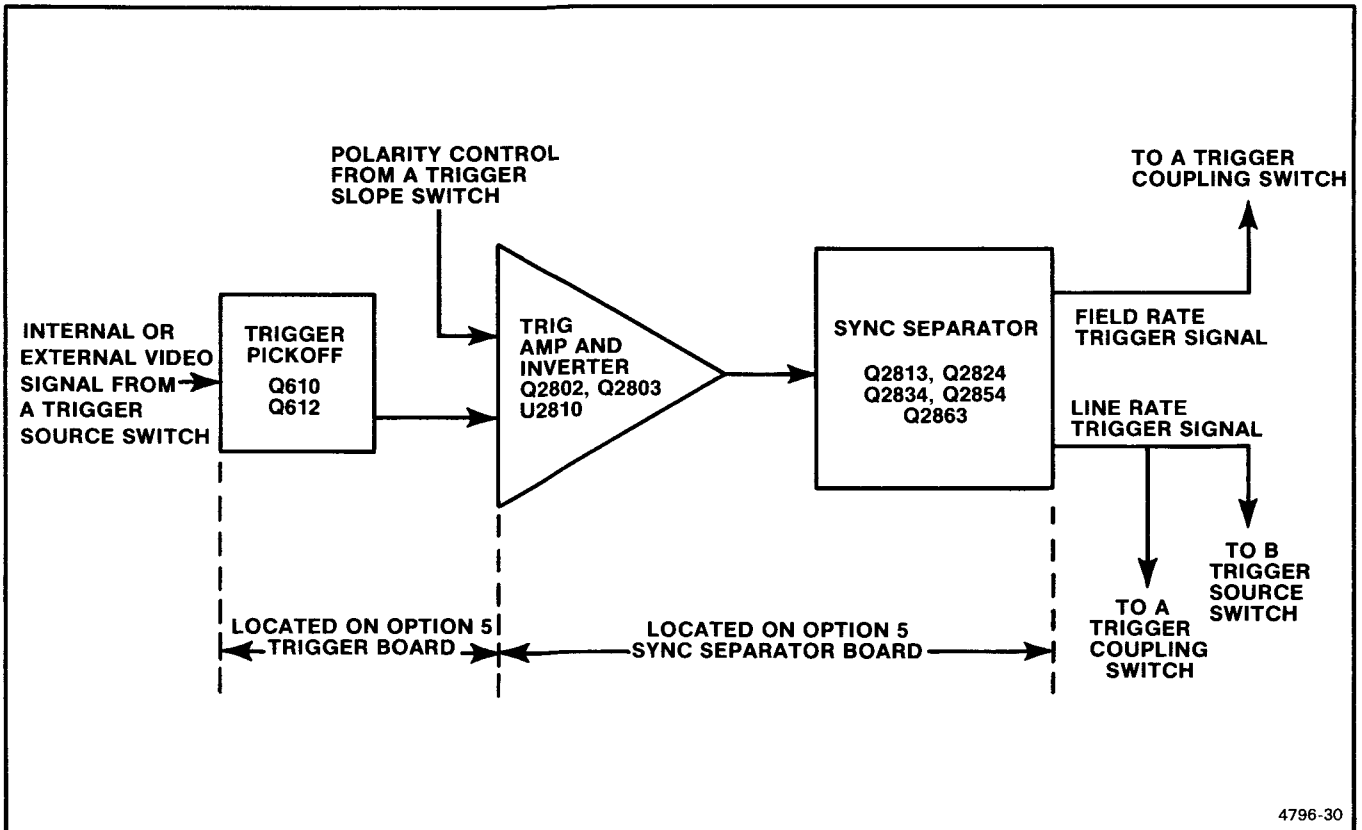 POLARITY CONTROL
FROM A TRIGGER
SLOPE SWITCH
TO A TRIGGER
COUPLING SWITCH
INTERNAL OR
EXTERNAL VIDEO
SIGNAL FROM
A TRIGGER
SOURCE SWITCH
TRIGGER
PICKOFF
Q610
Q612
TRIG
AMP AND
INVERTER
Q2802, Q2803
U2810
SYNC SEPARATOR
Q2813, Q2824
Q2834, Q2854
Q2863
FIELD RATE
TRIGGER SIGNAL
LINE RATE
TRIGGER SIGNAL
TO B
TRIGGER
SOURCE
SWITCH
TO A
TRIGGER
COUPLING
SWITCH
LOCATED ON OPTION 5
TRIGGER BOARD
LOCATED ON OPTION 5
SYNC SEPARATOR BOARD
4796-30